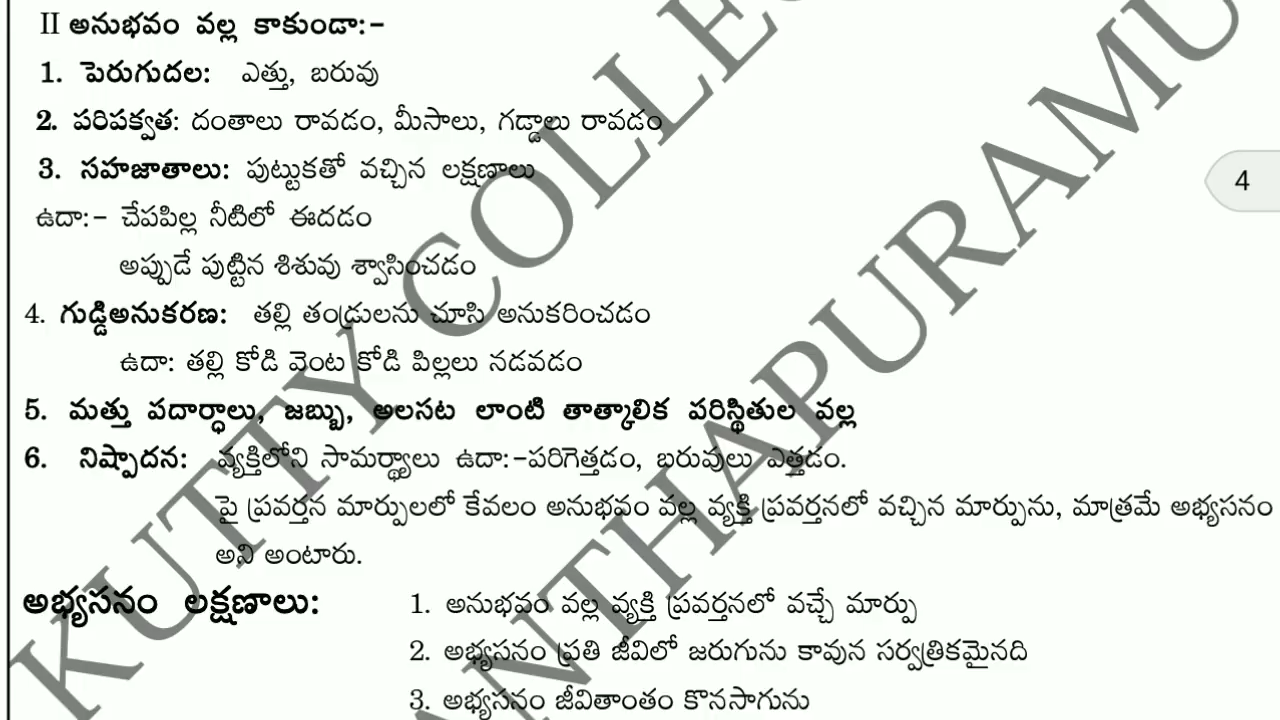 II అనుభవం వల్ల కాకుండా:-
1. పెరుగుదల: ఎత్తు, బరువు
2. పరిపక్వత: దంతాలు రావడం, మీసాలు, గడ్డాలు రావడం
3. సహజాతాలు: పుట్టుకతో వచ్చిన లక్షణాలు
4
ఉదా:- చేపపిల్ల నీటిలో ఈదడం
అప్పుడే పుట్టిన శిశువు శ్వాసించడం
4. గుడ్డిఅనుకరణ: తల్లి తండ్రులను చూసి అనుకరించడం
ఉదా: తల్లి కోడి వెంట కోడి పిల్లలు నడవడం
5. మత్తు పదార్ధాలు, జబ్బు, అలసట లాంటి తాత్కాలిక పరిస్థితుల వల్ల
6. నిష్పాదన: వ్యక్తిలోని సామర్థ్యాలు ఉదా:-పరిగెత్తడం, బరువులు ఎత్తడం.
పై ప్రవర్తన మార్పులలో కేవలం అనుభవం వల్ల వ్యక్తి ప్రవర్తనలో వచ్చిన మార్పును, మాత్రమే అభ్యసనం
అని అంటారు.
అభ్యసనం లక్షణాలు: 1. అనుభవం వల్ల వ్యక్తి ప్రవర్తనలో వచ్చే మార్పు
2. అభ్యసనం ప్రతి జీవిలో జరుగును కావున సర్వత్రికమైనది
3. అభ్యసనం జీవితాంతం కొనసాగును
KUTTY COLLE
ANTHAPURAMU